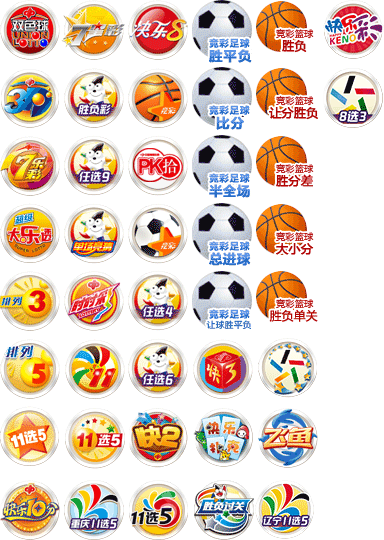 双色球
UNION
LOTTO
快乐8
竞彩足球
胜平负
竞彩篮球
胜负
快乐彩
KENO
3D
胜负彩
竞彩足球
比分
竞彩篮球
让分胜负
8选3
7乐彩
任选9
PK拾
竞彩足球
半全场
竞彩篮球
胜分差
超级
大乐透
单场竞猜
竞彩足球
总进球
竞彩篮球
大小分
排列
3
时时彩
任选4
竞彩足球
让球胜平负
竞彩篮球
胜负单关
排列
5
任选6
快3
11选5
11选5
快2
快乐
扑克
飞鱼
快乐10分
重庆11选5
11选5
胜负过关
辽宁11选5